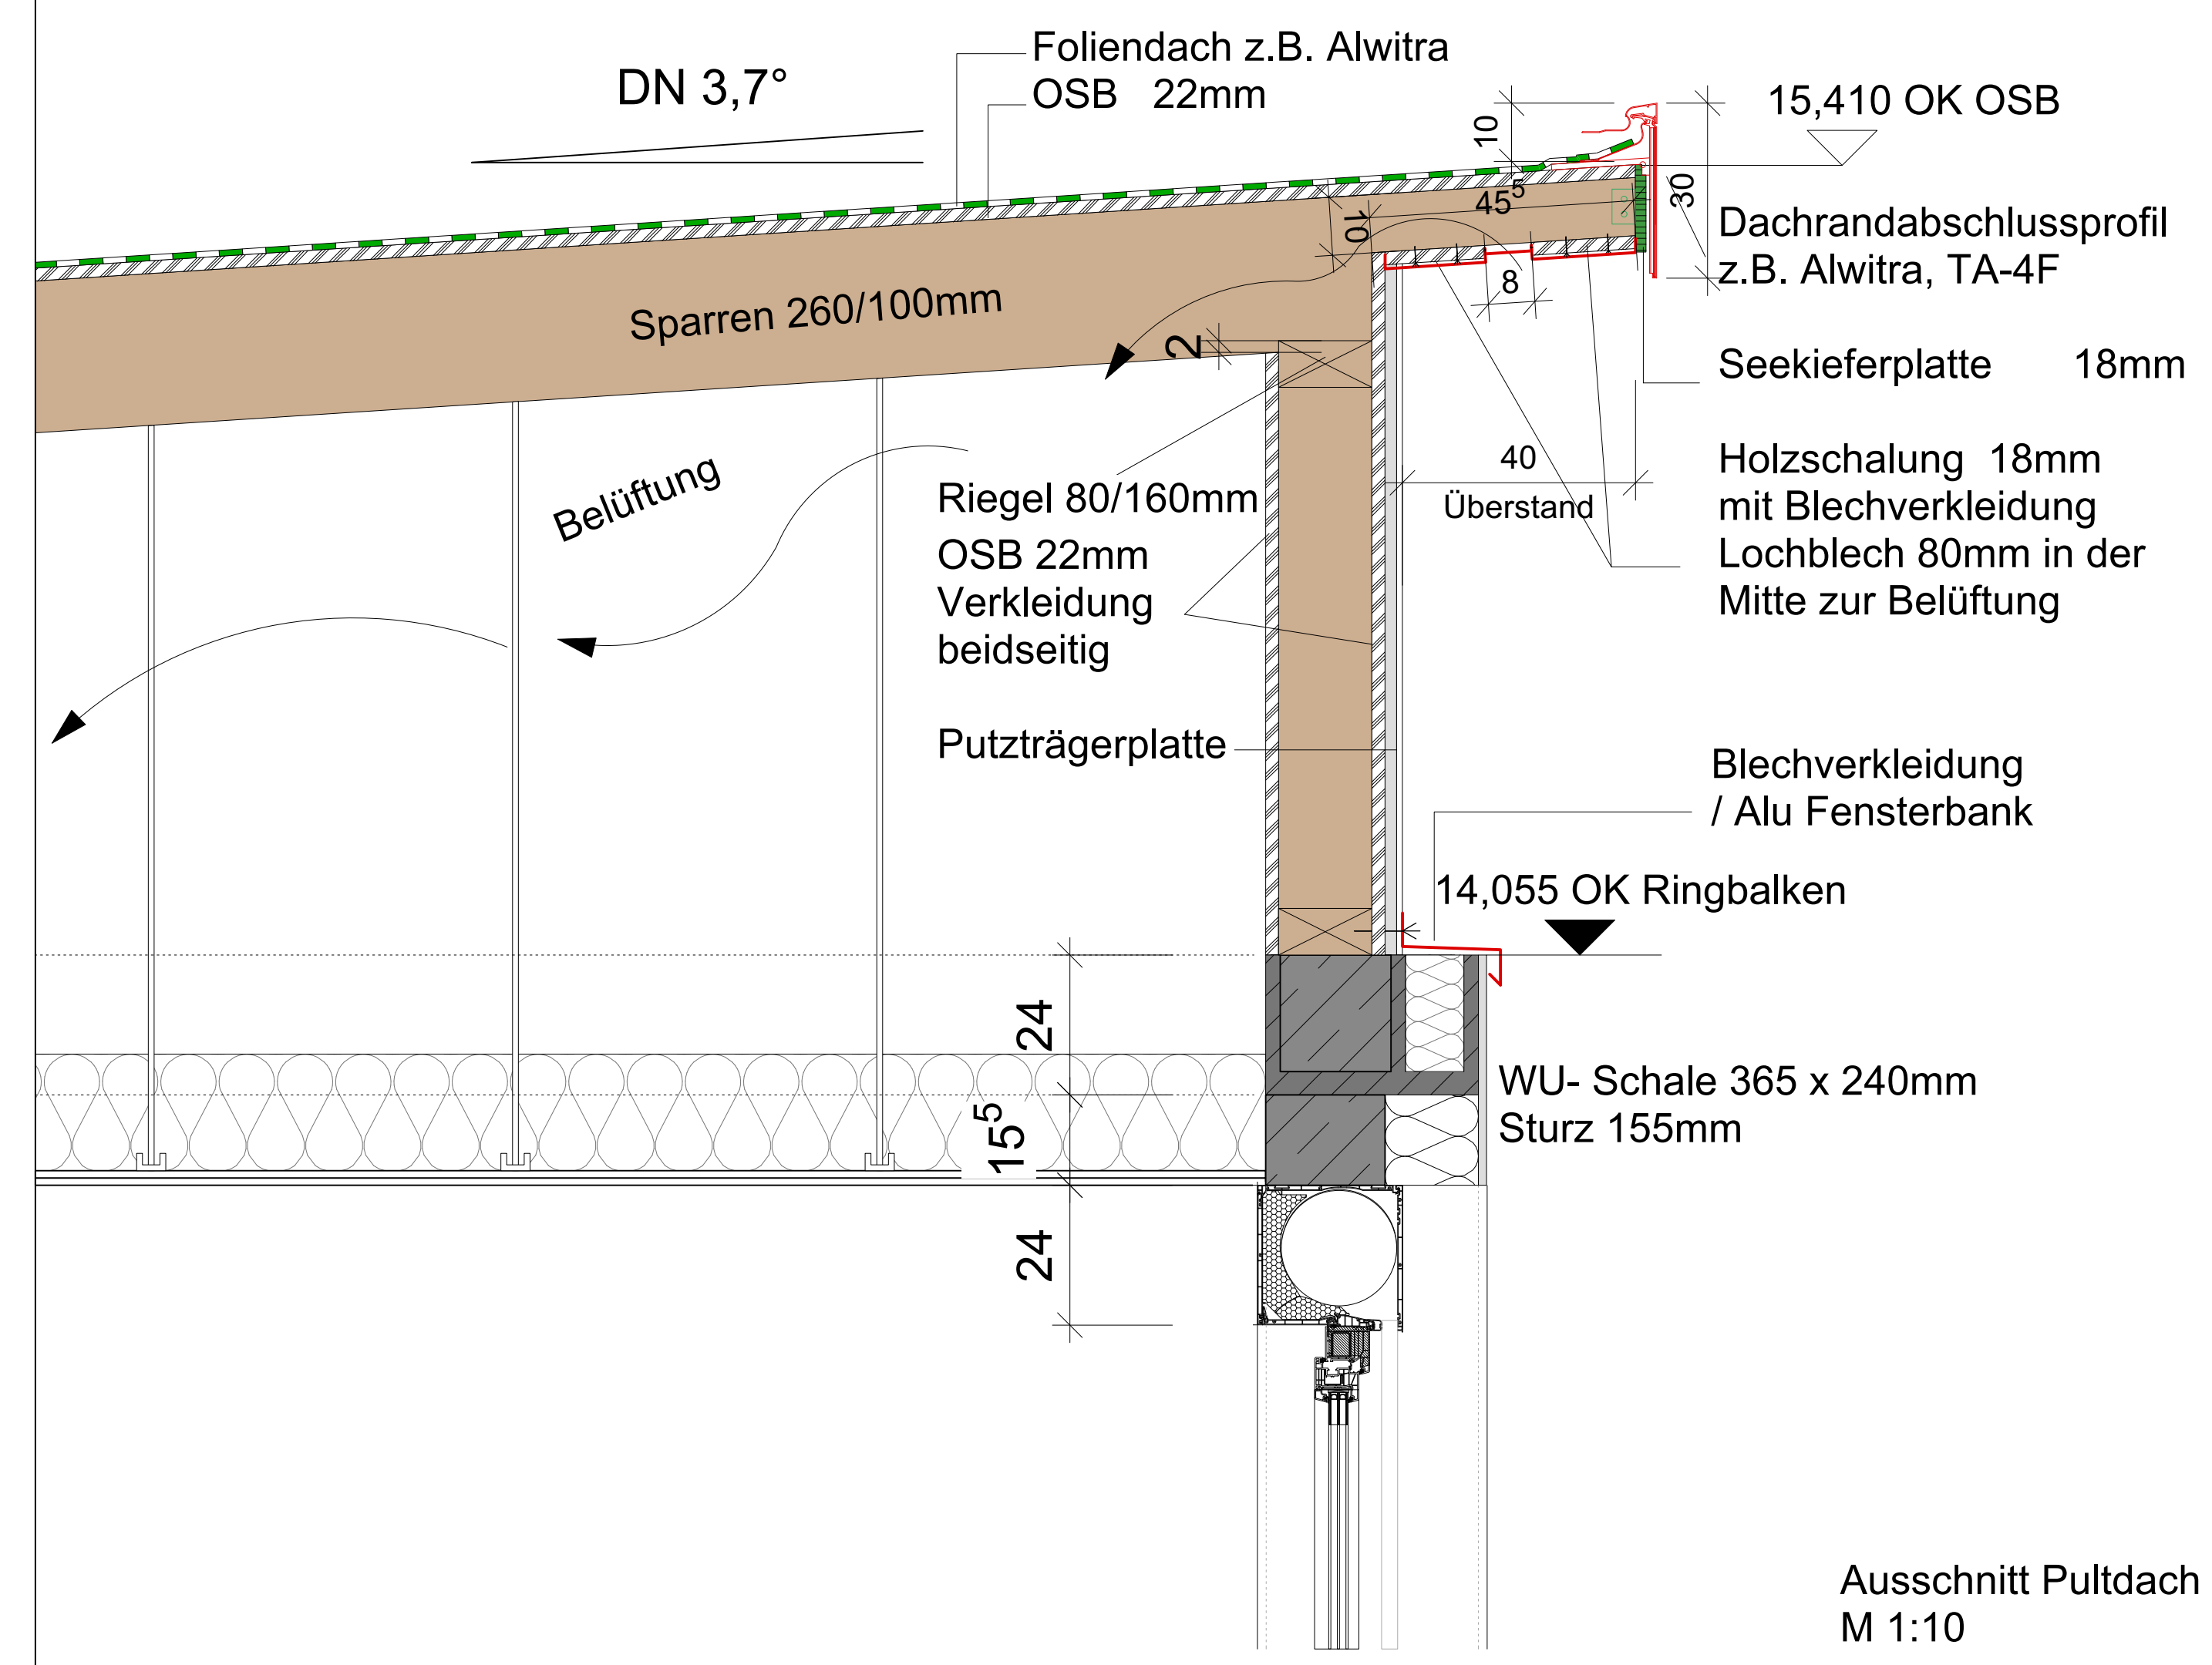 DN 3,7°
Foliendach z.B. Alwitra
OSB 22mm
15,410 OK OSB
10
30
45⁵
10
8
2
Dachrandabschlussprofil
z.B. Alwitra, TA-4F
Sparren 260/100mm
Seekieferplatte 18mm
40
Überstand
Holzschalung 18mm
mit Blechverkleidung
Lochblech 80mm in der
Mitte zur Belüftung
Belüftung
Riegel 80/160mm
OSB 22mm
Verkleidung
beidseitig
Putzträgerplatte
Blechverkleidung
/ Alu Fensterbank
14,055 OK Ringbalken
24
15⁵
24
WU- Schale 365 x 240mm
Sturz 155mm
Ausschnitt Pultdach
M 1:10